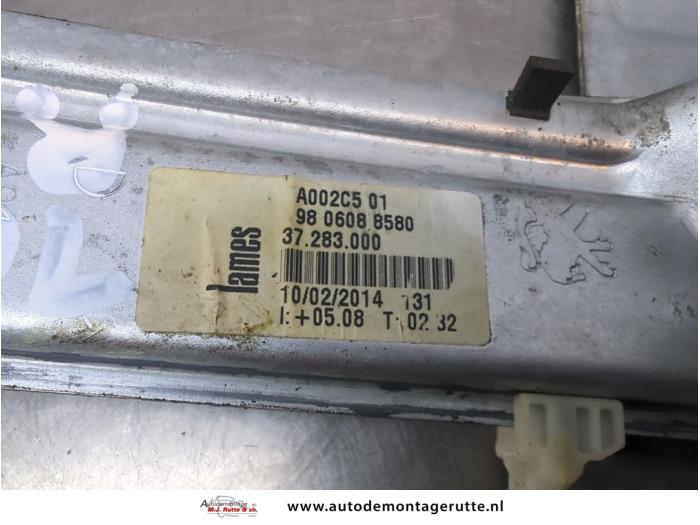 A002C5 01
98 0608 8580
37.283.000
lames
10/02/2014 131
I:+05.08 T:02:32
Autodemontage
M.J. Rutte & zn.
www.autodemontagerutte.nl